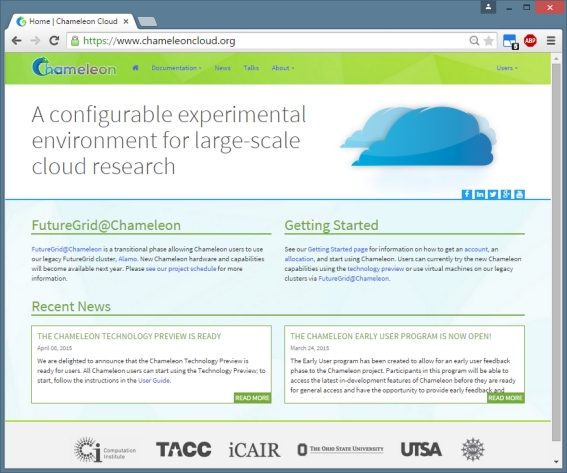 Home | Chameleon Cloud
https://www.chameleoncloud.org
5
ABP
Chameleon
Documentation
News
Talks
About
Users
A configurable experimental
environment for large-scale
cloud research
FutureGrid@Chameleon
FutureGrid@Chameleon is a transitional phase allowing Chameleon users to use
our legacy FutureGrid cluster, Alamo. New Chameleon hardware and capabilities
will become available next year. Please see our project schedule for more
information.
Getting Started
See our Getting Started page for information on how to get an account, an
allocation, and start using Chameleon. Users can currently try the new Chameleon
capabilities using the technology preview or use virtual machines on our legacy
clusters via FutureGrid@Chameleon.
Recent News
THE CHAMELEON TECHNOLOGY PREVIEW IS READY
April 08, 2015
We are delighted to announce that the Chameleon Technology Preview is
ready for users. All Chameleon users can start using the Technology Preview; to
start, follow the instructions in the User Guide.
READ MORE
THE CHAMELEON EARLY USER PROGRAM IS NOW OPEN!
March 24, 2015
The Early User program has been created to allow for an early user feedback
phase to the Chameleon project. Participants in this program will be able to
access the latest in-development features of Chameleon before they are ready
for general access and have the opportunity to provide early feedback and
READ MORE
Ci
Computation
Institute
TACC
iCAIR
THE OHIO STATE UNIVERSITY
UTSA